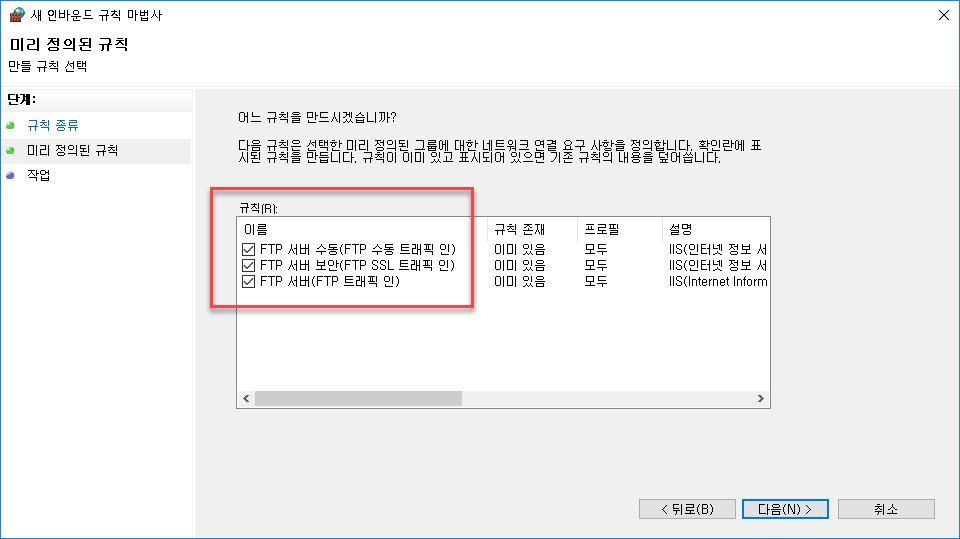 새 인바운드 규칙 마법사
미리 정의된 규칙
만들 규칙 선택
단계:
규칙 종류
미리 정의된 규칙
작업
어느 규칙을 만드시겠습니까?
다음 규칙은 선택한 미리 정의된 그룹에 대한 네트워크 연결 요구 사항을 정의합니다. 확인란에 표
시된 규칙을 만듭니다. 규칙이 이미 있고 표시되어 있으면 기존 규칙의 내용을 덮어씁니다.
규칙(R):
이름 규칙 존재 프로필 설명
FTP 서버 수동(FTP 수동 트래픽 인) 이미 있음 모두 IIS(인터넷 정보 서
FTP 서버 보안(FTP SSL 트래픽 인) 이미 있음 모두 IIS(인터넷 정보 서
FTP 서버(FTP 트래픽 인) 이미 있음 모두 IIS(Internet Inform
< 뒤로(B) 다음(N) > 취소